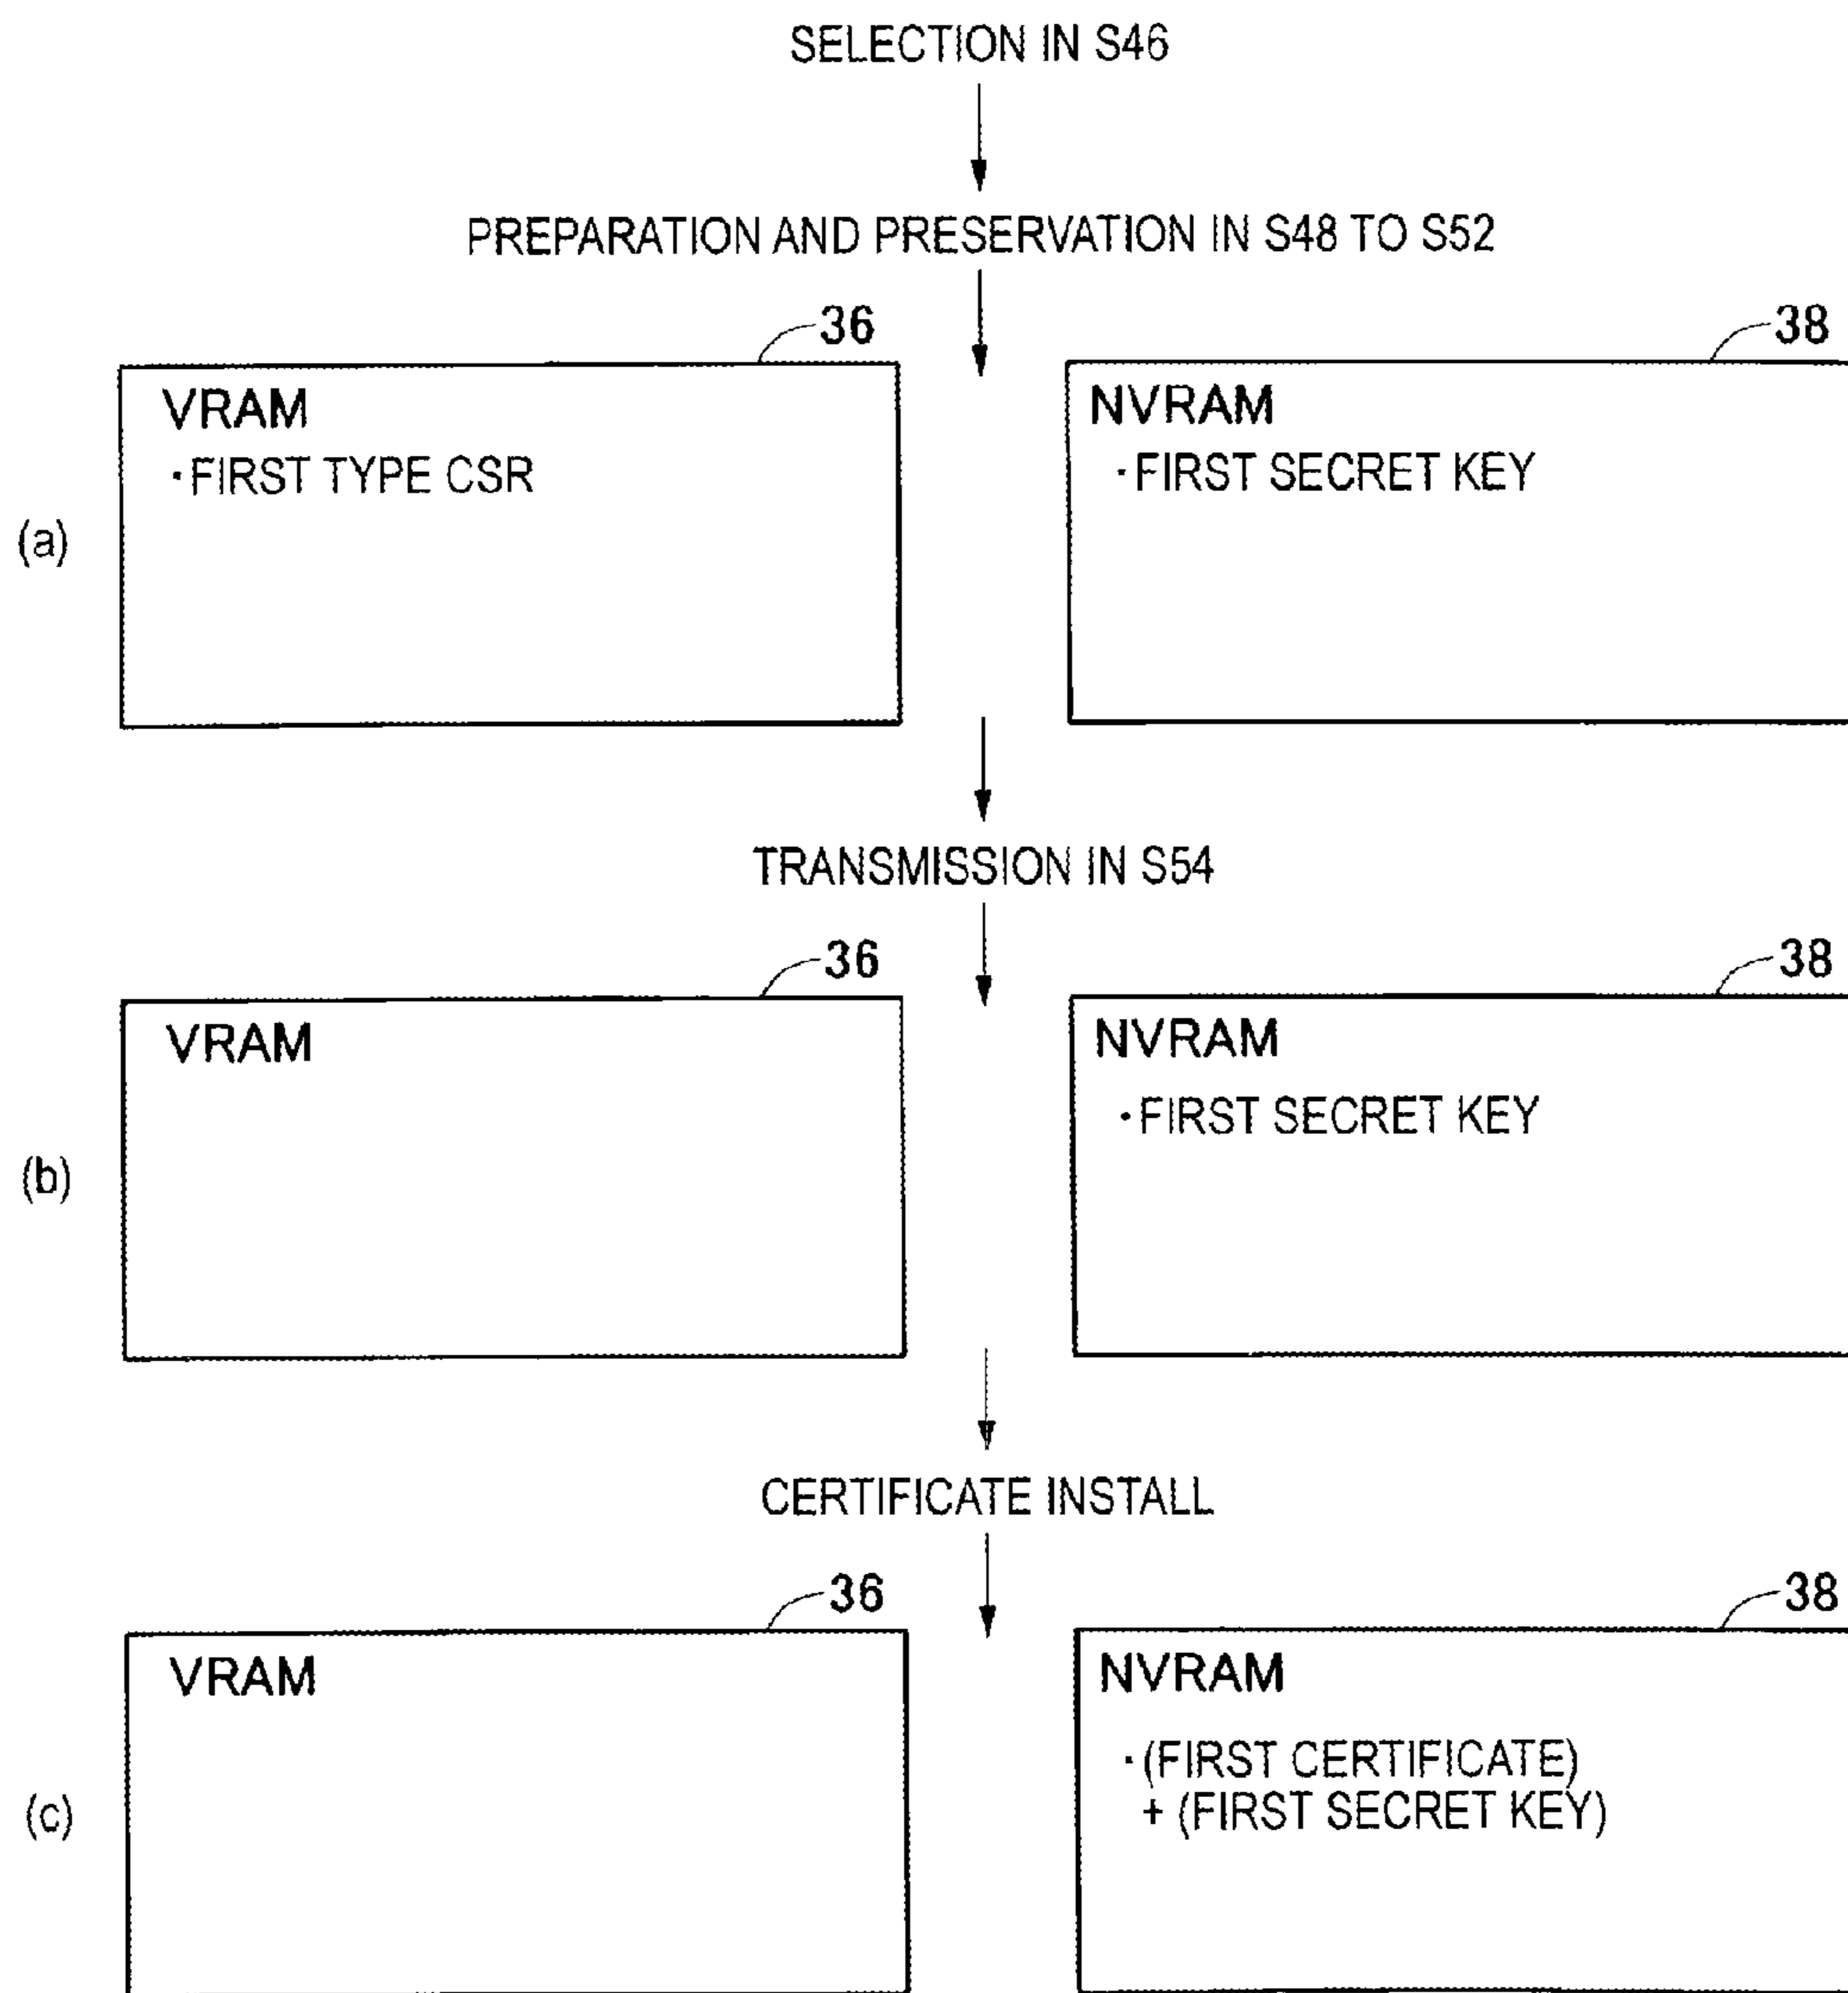 SELECTION IN S46
PREPARATION AND PRESERVATION IN S48 TO S52
36
38
VRAM
·FIRST TYPE CSR
NVRAM
·FIRST SECRET KEY
(a)
TRANSMISSION IN S54
36
38
VRAM
NVRAM
·FIRST SECRET KEY
(b)
CERTIFICATE INSTALL
36
38
VRAM
NVRAM
·(FIRST CERTIFICATE)
+ (FIRST SECRET KEY)
(c)